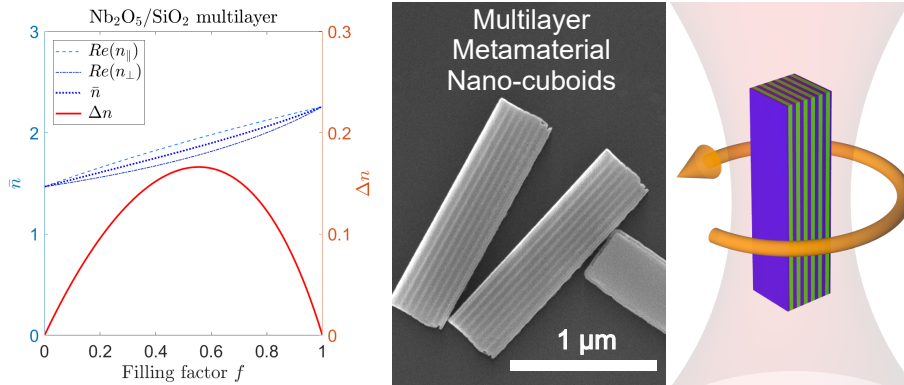 Nb₂O₅/SiO₂ multilayer
3
2
1
0
n̄
Re(n∥)
Re(n⊥)
n̄
Δn
0.3
0.2
0.1
0
Δn
0 0.2 0.4 0.6 0.8 1
Filling factor f
Multilayer
Metamaterial
Nano-cuboids
1 μm